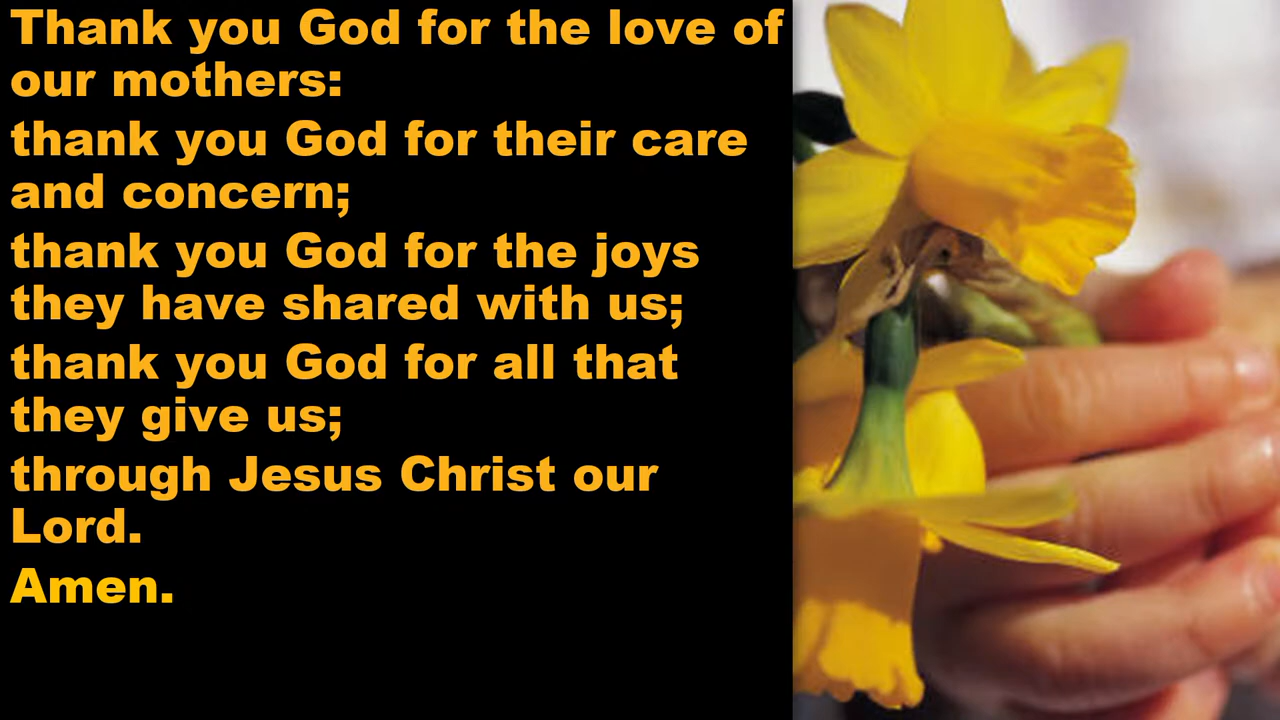 Thank you God for the love of
our mothers:
thank you God for their care
and concern;
thank you God for the joys
they have shared with us;
thank you God for all that
they give us;
through Jesus Christ our
Lord.
Amen.